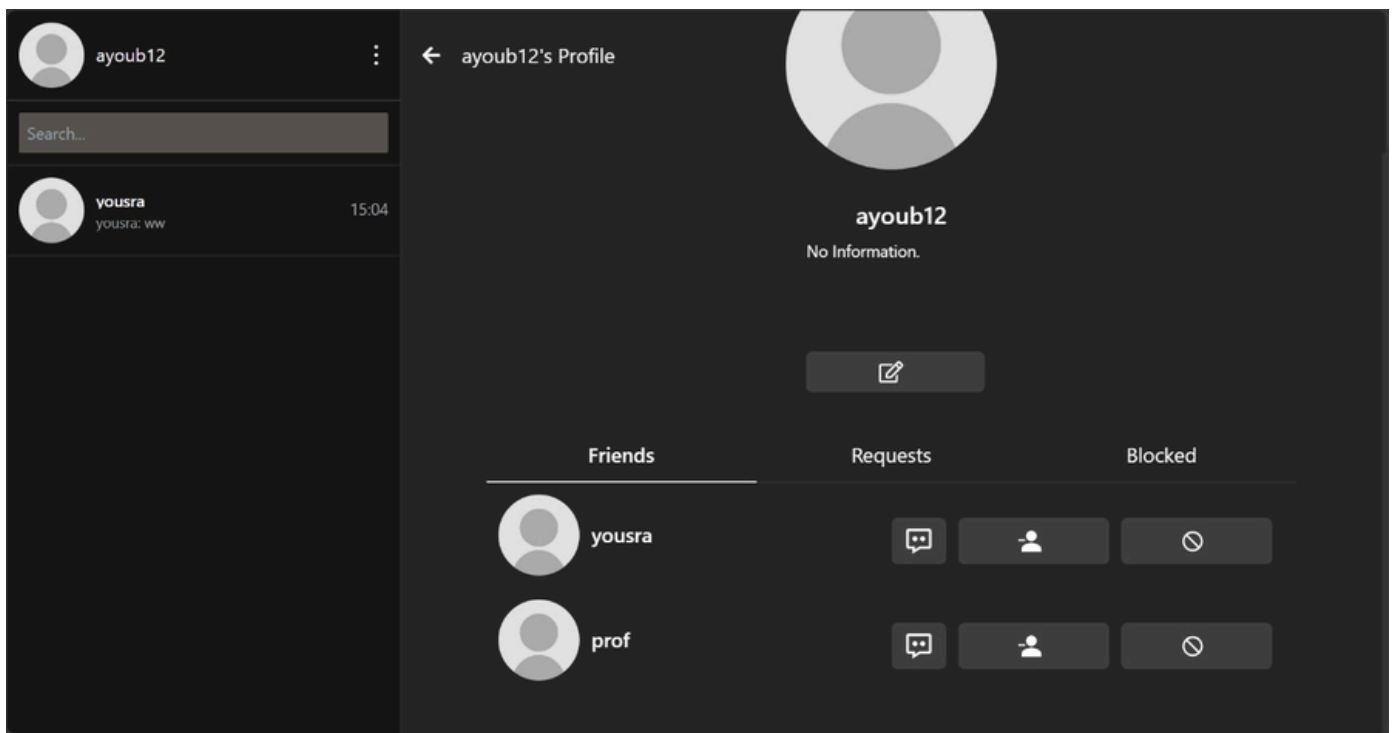 ayoub12
Search...
yousra
15:04
yousra: ww
ayoub12's Profile
ayoub12
No Information.
Friends Requests Blocked
yousra
prof